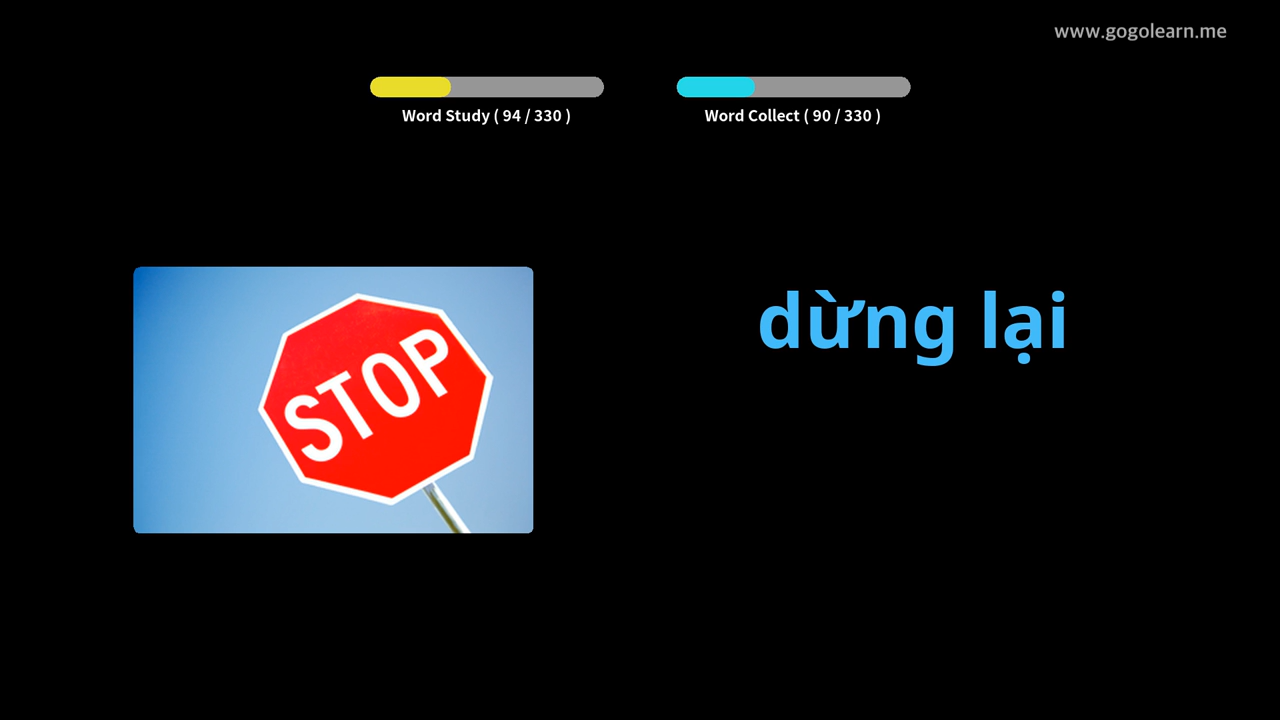 www.gogolearn.me
Word Study ( 94 / 330 )
Word Collect ( 90 / 330 )
STOP
dừng lại